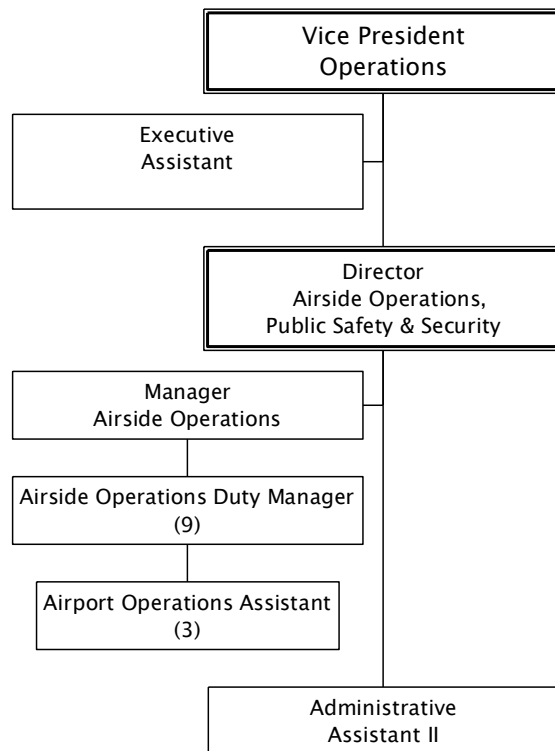 Vice President
Operations
Executive
Assistant
Director
Airside Operations,
Public Safety & Security
Manager
Airside Operations
Airside Operations Duty Manager
(9)
Airport Operations Assistant
(3)
Administrative
Assistant II